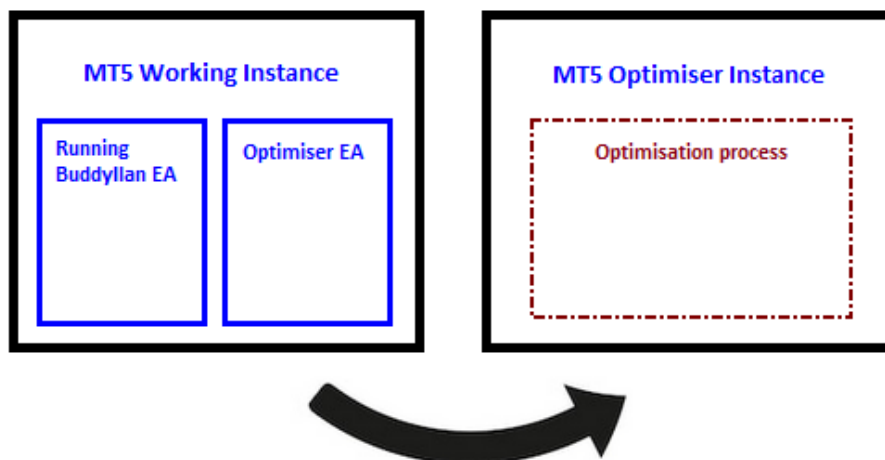 MT5 Working Instance
Running
Buddyllan EA
Optimiser EA
MT5 Optimiser Instance
Optimisation process